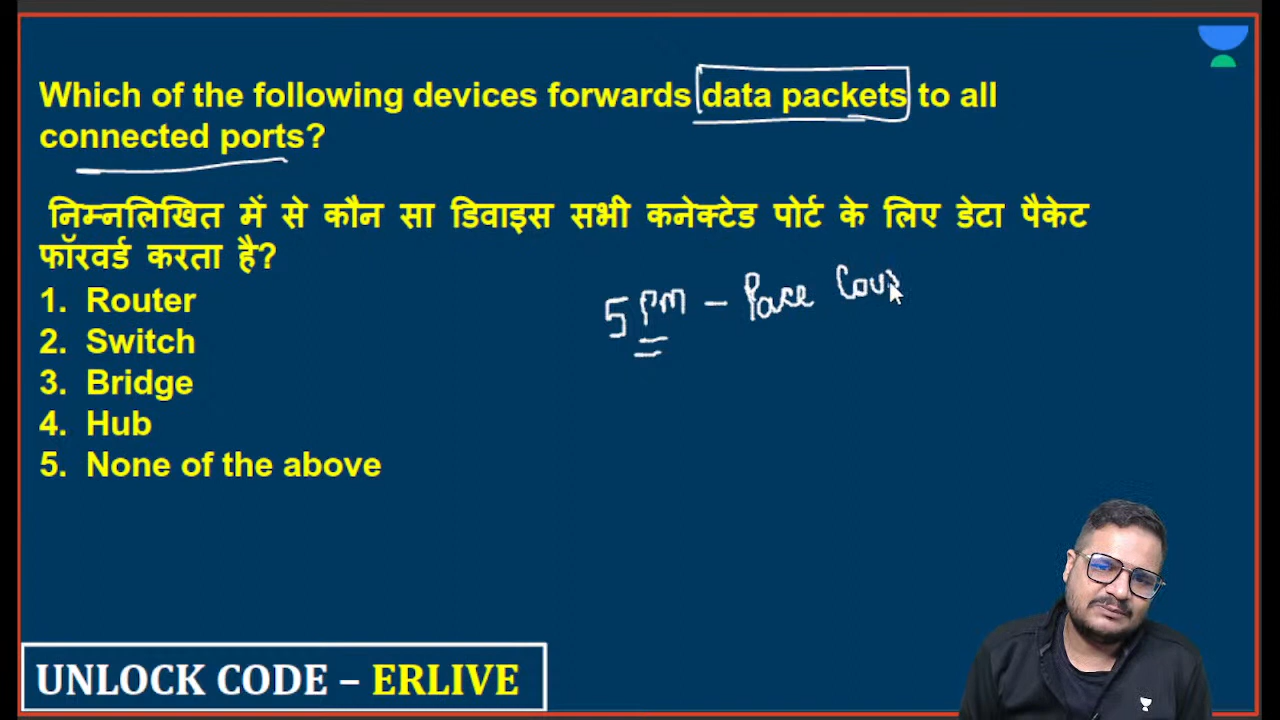 Which of the following devices forwards data packets to all
connected ports?
निम्नलिखित में से कौन सा डिवाइस सभी कनेक्टेड पोर्ट के लिए डेटा पैकेट
फॉरवर्ड करता है?
1. Router
2. Switch
3. Bridge
4. Hub
5. None of the above
5 PM - Pace
UNLOCK CODE – ERLIVE